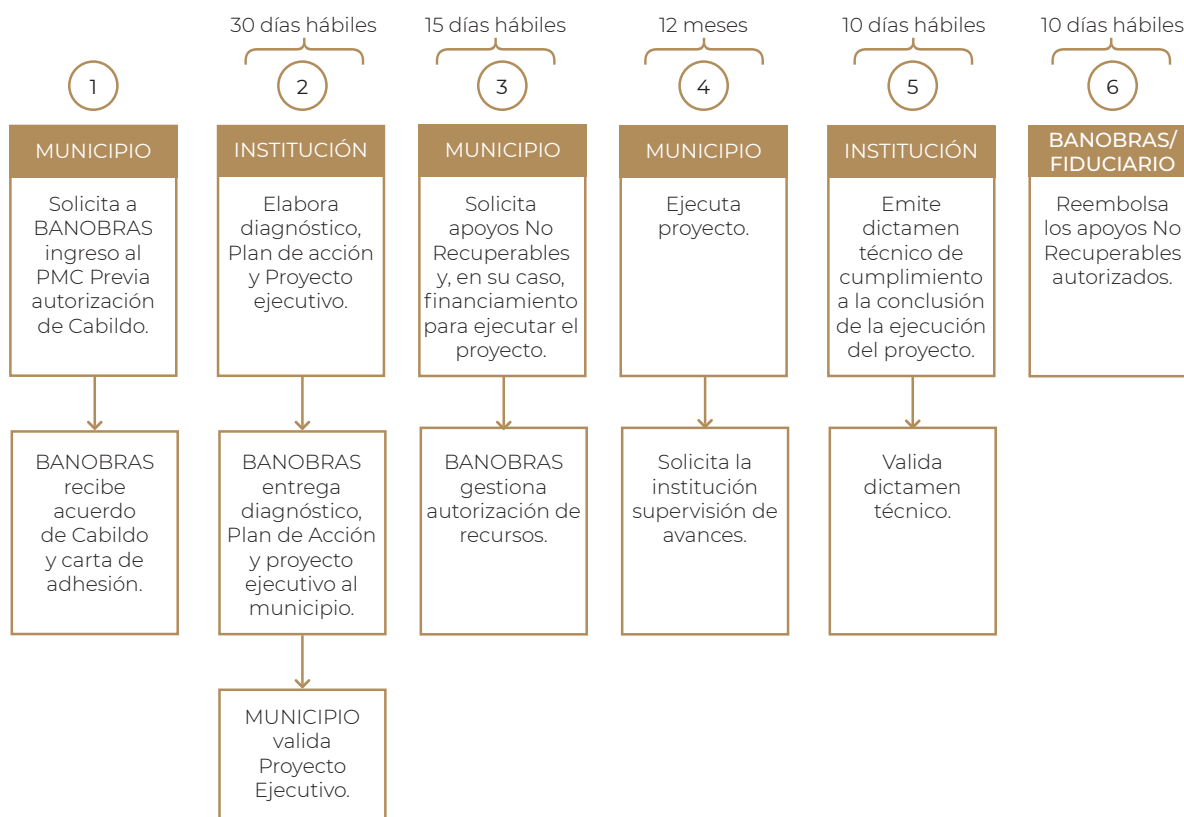 30 días hábiles
15 días hábiles
12 meses
10 días hábiles
10 días hábiles
1
2
3
4
5
6
MUNICIPIO
Solicita a
BANOBRAS
ingreso al
PMC Previa
autorización
de Cabildo.
BANOBRAS
recibe
acuerdo
de Cabildo
y carta de
adhesión.
INSTITUCIÓN
Elabora
diagnóstico,
Plan de acción
y Proyecto
ejecutivo.
BANOBRAS
entrega
diagnóstico,
Plan de Acción
y proyecto
ejecutivo al
municipio.
MUNICIPIO
valida
Proyecto
Ejecutivo.
MUNICIPIO
Solicita
apoyos No
Recuperables
y, en su caso,
financiamiento
para ejecutar el
proyecto.
BANOBRAS
gestiona
autorización de
recursos.
MUNICIPIO
Ejecuta
proyecto.
Solicita la
institución
supervisión de
avances.
INSTITUCIÓN
Emite
dictamen
técnico de
cumplimiento
a la conclusión
de la ejecución
del proyecto.
Valida
dictamen
técnico.
BANOBRAS/
FIDUCIARIO
Reembolsa
los apoyos No
Recuperables
autorizados.